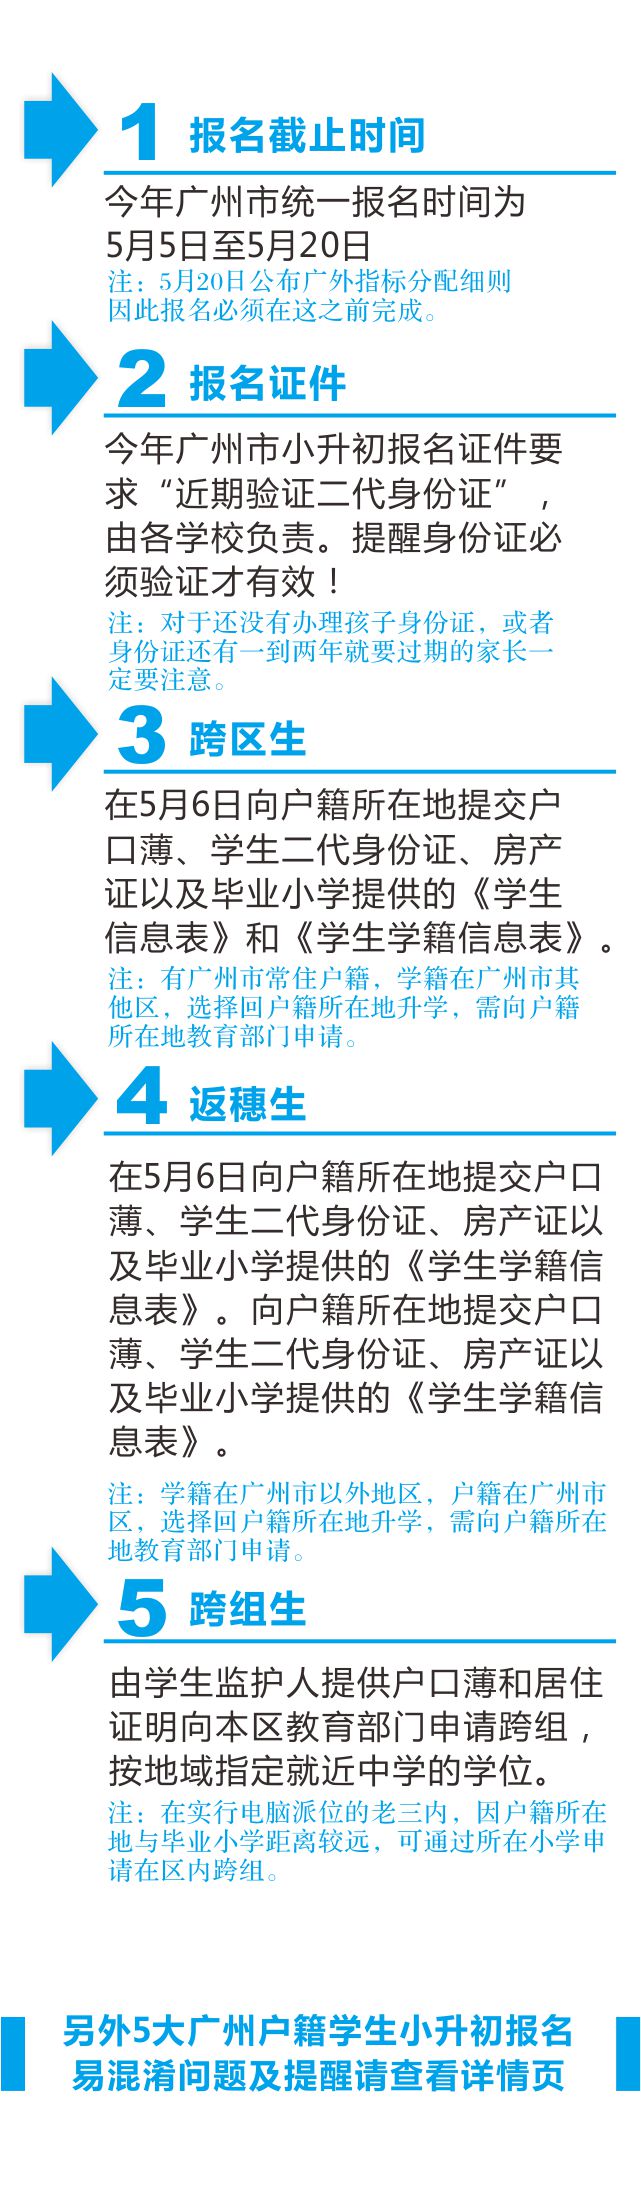 1 报名截止时间
今年广州市统一报名时间为
5月5日至5月20日
注：5月20日公布广外指标分配细则
因此报名必须在这之前完成。
2 报名证件
今年广州市小升初报名证件要
求“近期验证二代身份证”，
由各学校负责。提醒身份证必
须验证才有效！
注：对于还没有办理孩子身份证，或者
身份证还有一到两年就要过期的家长一
定要注意。
3 跨区生
在5月6日向户籍所在地提交户
口薄、学生二代身份证、房产
证以及毕业小学提供的《学生
信息表》和《学生学籍信息表》。
注：有广州市常住户籍，学籍在广州市其
他区，选择回户籍所在地升学，需向户籍
所在地教育部门申请。
4 返穗生
在5月6日向户籍所在地提交户口
薄、学生二代身份证、房产证以
及毕业小学提供的《学生学籍信
息表》。向户籍所在地提交户口
薄、学生二代身份证、房产证以
及毕业小学提供的《学生学籍信
息表》。
注：学籍在广州市以外地区，户籍在广州市
区，选择回户籍所在地升学，需向户籍所在
地教育部门申请。
5 跨组生
由学生监护人提供户口薄和居住
证明向本区教育部门申请跨组，
按地域指定就近中学的学位。
注：在实行电脑派位的老三内，因户籍所在
地与毕业小学距离较远，可通过所在小学申
请在区内跨组。
另外5大广州户籍学生小升初报名
易混淆问题及提醒请查看详情页